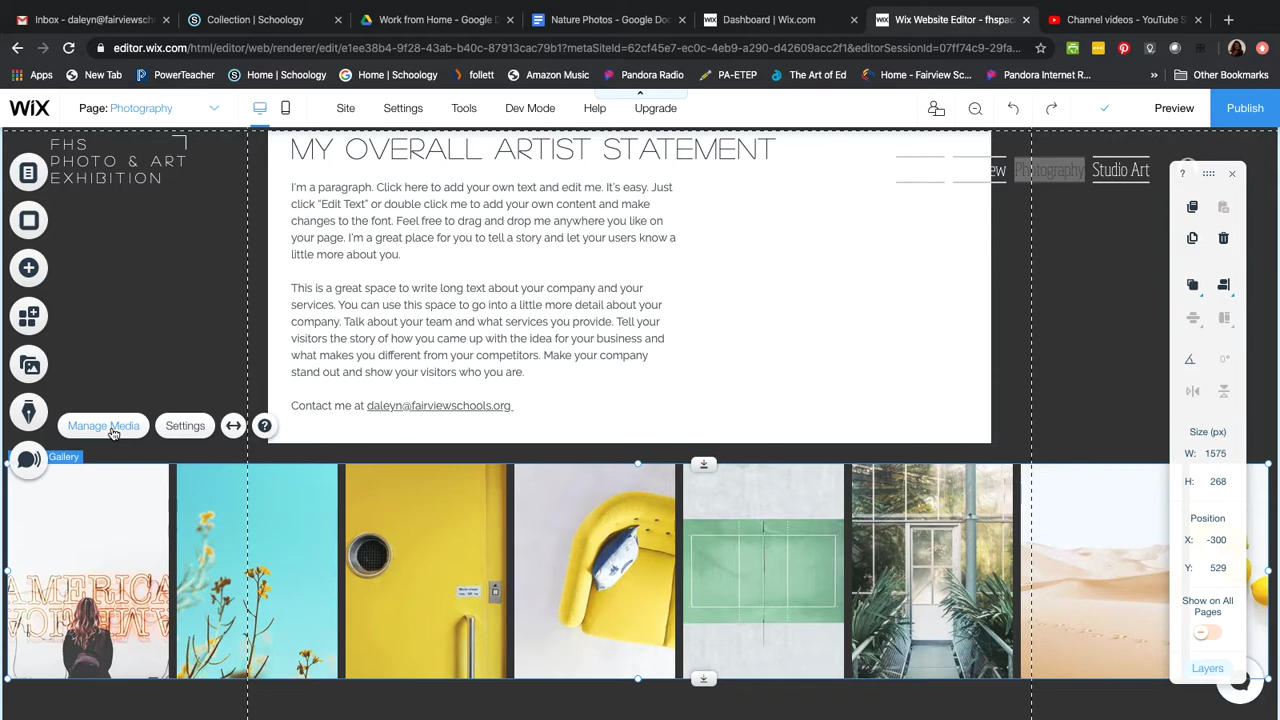 Inbox - daleyn@fairviewsch
Collection | Schoology
Work from Home - Google D
Nature Photos - Google Doc
Dashboard | Wix.com
Wix Website Editor - fhspac
Channel videos - YouTube S
editor.wix.com/html/editor/web/renderer/edit/e1ee38b4-9f28-43ab-b40c-87913cac79b1?metaSiteId=62cf45e7-ec0c-4eb9-a290-d42609acc2f1&editorSessionId=07ff74c9-29fa...
Apps
New Tab
PowerTeacher
Home | Schoology
Home | Schoology
follett
Amazon Music
Pandora Radio
PA-ETEP
The Art of Ed
Home - Fairview Sc...
Pandora Internet R...
»
Other Bookmarks
WiX
Page: Photography
Site
Settings
Tools
Dev Mode
Help
Upgrade
Preview
Publish
FHS
PHOTO & ART
EXHIBITION
ew
Photography
Studio Art
MY OVERALL ARTIST STATEMENT
I'm a paragraph. Click here to add your own text and edit me. It's easy. Just
click “Edit Text” or double click me to add your own content and make
changes to the font. Feel free to drag and drop me anywhere you like on
your page. I'm a great place for you to tell a story and let your users know a
little more about you.
This is a great space to write long text about your company and your
services. You can use this space to go into a little more detail about your
company. Talk about your team and what services you provide. Tell your
visitors the story of how you came up with the idea for your business and
what makes you different from your competitors. Make your company
stand out and show your visitors who you are.
Contact me at daleyn@fairviewschools.org
Manage Media
Settings
?
Gallery
AMERICA
?
0°
Size (px)
W: 1575
H: 268
Position
X: -300
Y: 529
Show on All
Pages
Layers